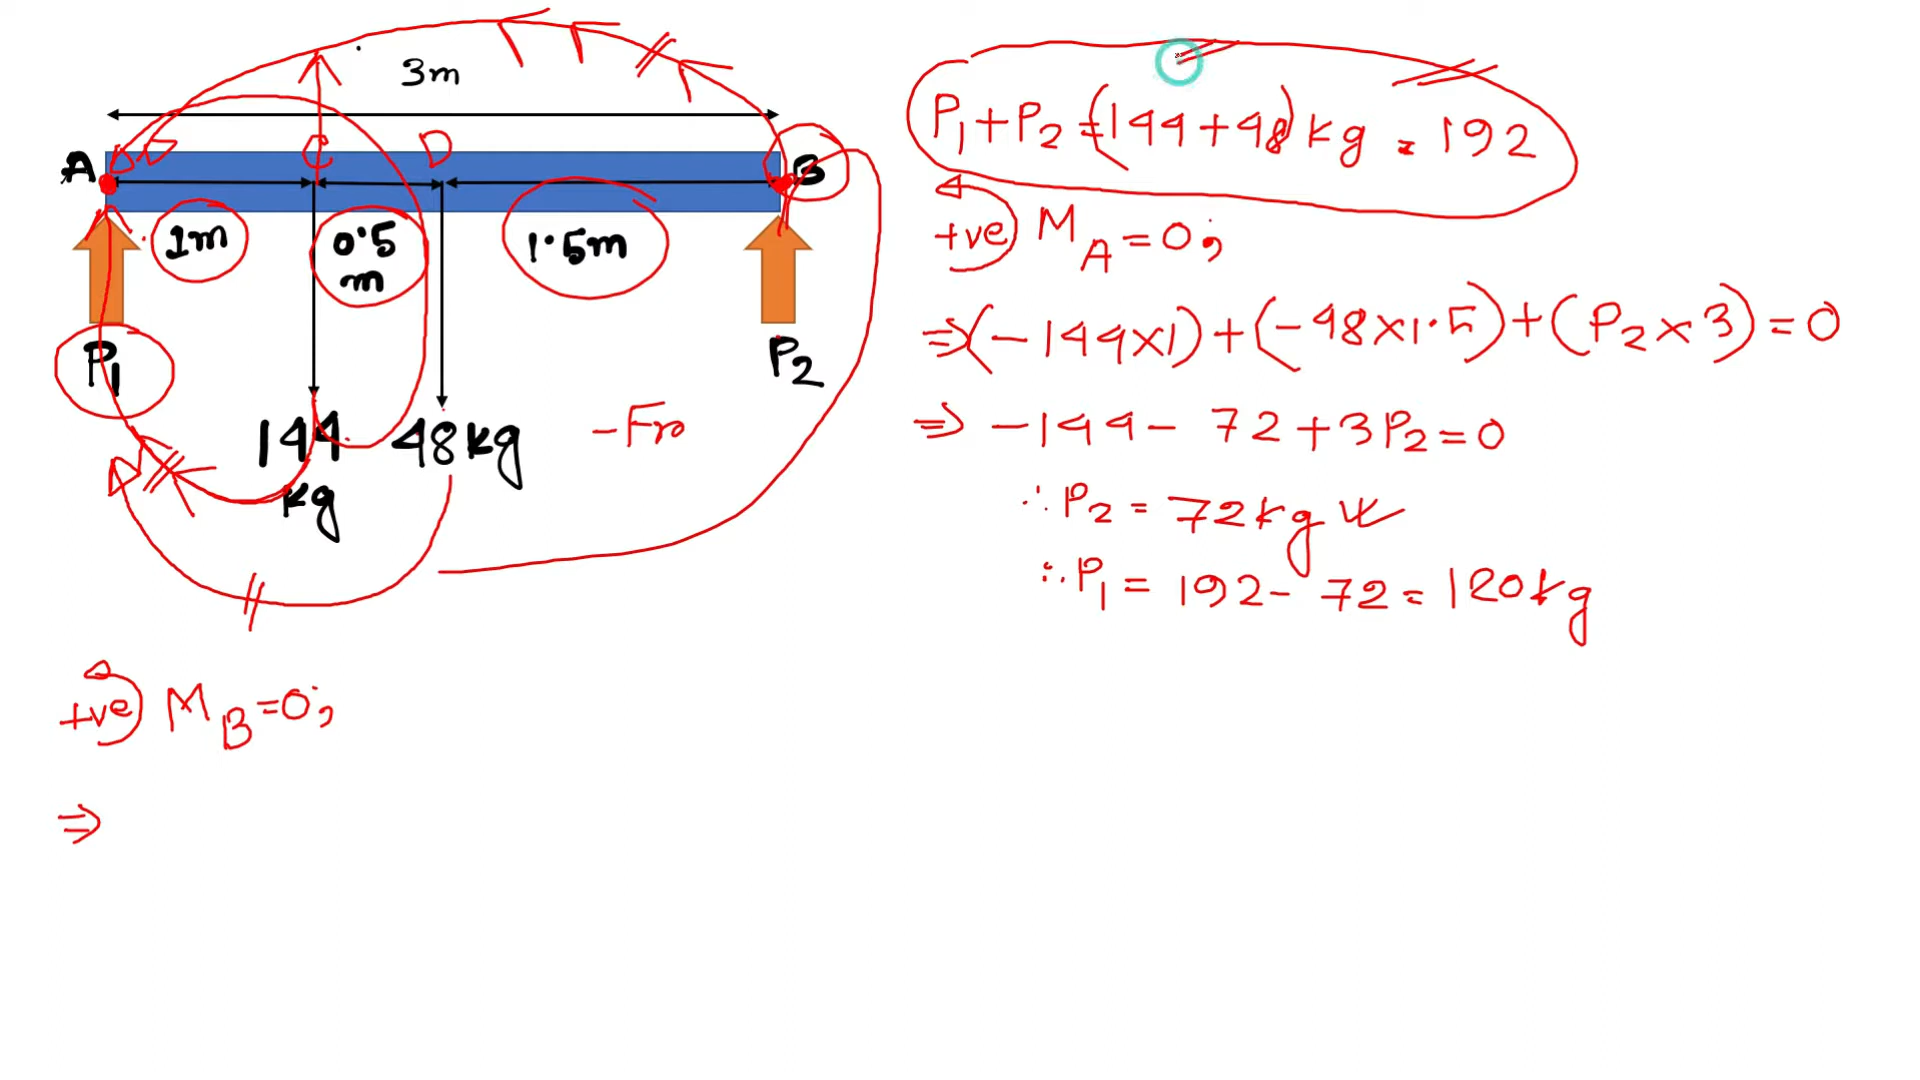 3m
A C D B
1m 0.5 m 1.5m
P1 P2
144 kg 48kg
-Fro
+ve) MB=0;
⇒
P1+P2=(144+48)kg = 192
+ve) MA=0;
⇒(-144×1)+(-48×1.5)+(P2×3)=0
⇒ -144- 72+3P2=0
∴P2= 72kg
∴P1= 192- 72= 120kg